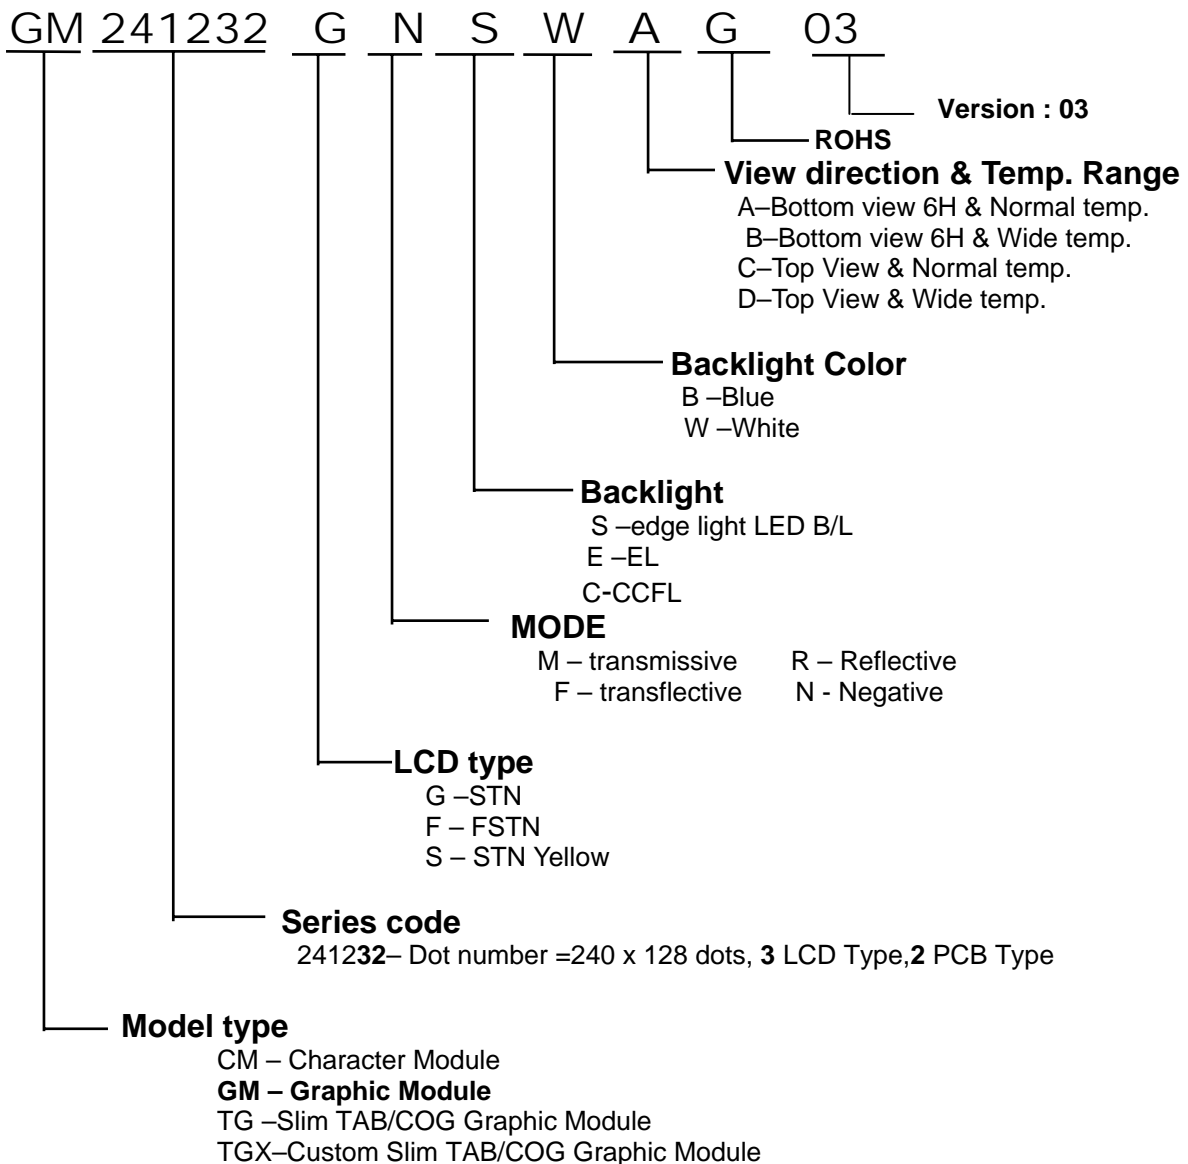 GM 241232 G N S W A G 03
Version : 03
ROHS
View direction & Temp. Range
A–Bottom view 6H & Normal temp.
B–Bottom view 6H & Wide temp.
C–Top View & Normal temp.
D–Top View & Wide temp.
Backlight Color
B –Blue
W –White
Backlight
S –edge light LED B/L
E –EL
C-CCFL
MODE
M – transmissive R – Reflective
F – transflective N - Negative
LCD type
G –STN
F – FSTN
S – STN Yellow
Series code
241232– Dot number =240 x 128 dots, 3 LCD Type,2 PCB Type
Model type
CM – Character Module
GM – Graphic Module
TG –Slim TAB/COG Graphic Module
TGX–Custom Slim TAB/COG Graphic Module